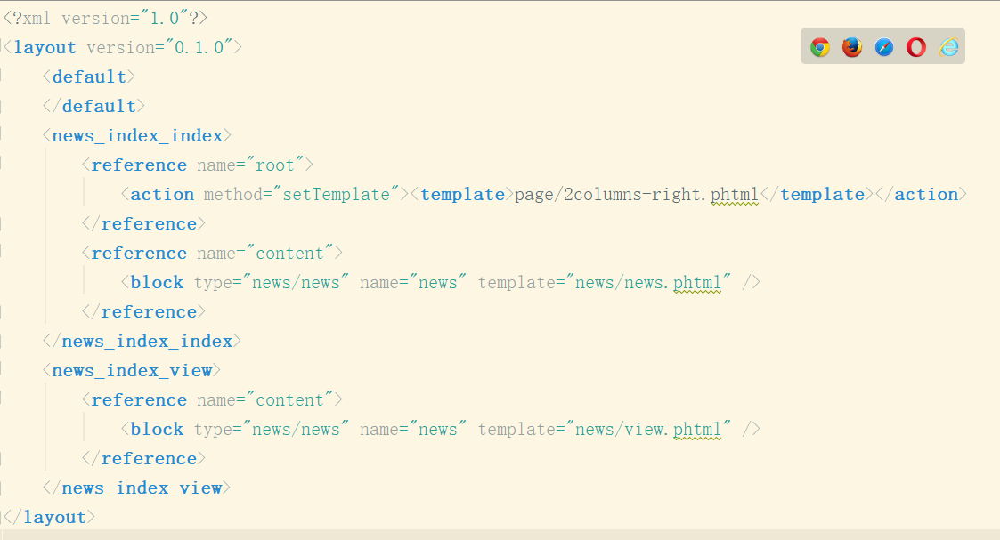 <?xml version="1.0"?>
<layout version="0.1.0">
    <default>
    </default>
    <news_index_index>
        <reference name="root">
            <action method="setTemplate"><template>page/2columns-right.phtml</template></action>
        </reference>
        <reference name="content">
            <block type="news/news" name="news" template="news/news.phtml" />
        </reference>
    </news_index_index>
    <news_index_view>
        <reference name="content">
            <block type="news/news" name="news" template="news/view.phtml" />
        </reference>
    </news_index_view>
</layout>